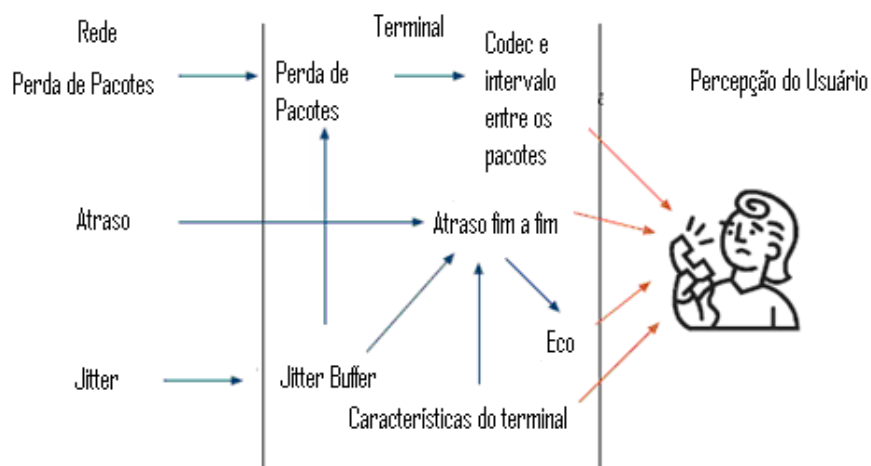 Rede
Terminal
Perda de Pacotes
Perda de
Pacotes
Codec e
intervalo
entre os
pacotes
Percepção do Usuário
Atraso
Atraso fim a fim
Eco
Jitter
Jitter Buffer
Características do terminal